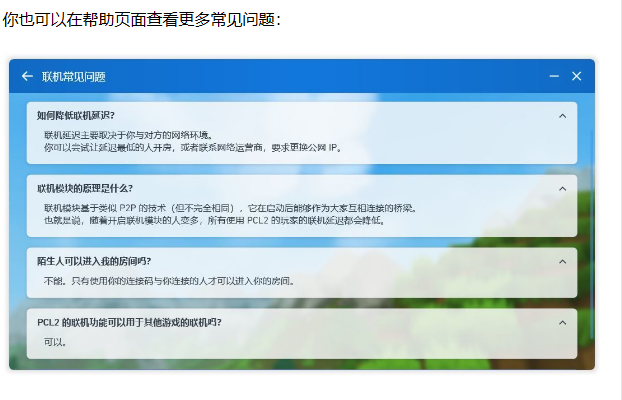 你也可以在帮助页面查看更多常见问题：
联机常见问题
如何降低联机延迟？
联机延迟主要取决于你与对方的网络环境。
你可以尝试让延迟最低的人开房，或者联系网络运营商，要求更换公网 IP。
联机模块的原理是什么？
联机模块基于类似 P2P 的技术（但不完全相同），它在启动后能够作为大家互相连接的桥梁。
也就是说，随着开启联机模块的人变多，所有使用 PCL2 的玩家的联机延迟都会降低。
陌生人可以进入我的房间吗？
不能。只有使用你的连接码与你连接的人才可以进入你的房间。
PCL2 的联机功能可以用于其他游戏的联机吗？
可以。